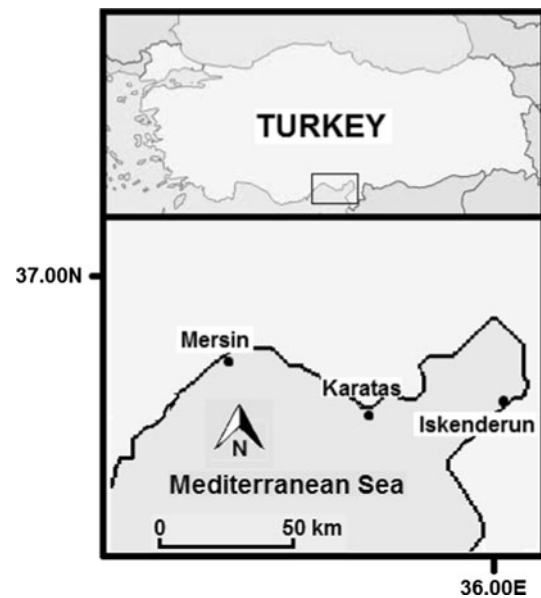 TURKEY
37.00N
Mersin
Karatas
Iskenderun
N
Mediterranean Sea
0 50 km
36.00E